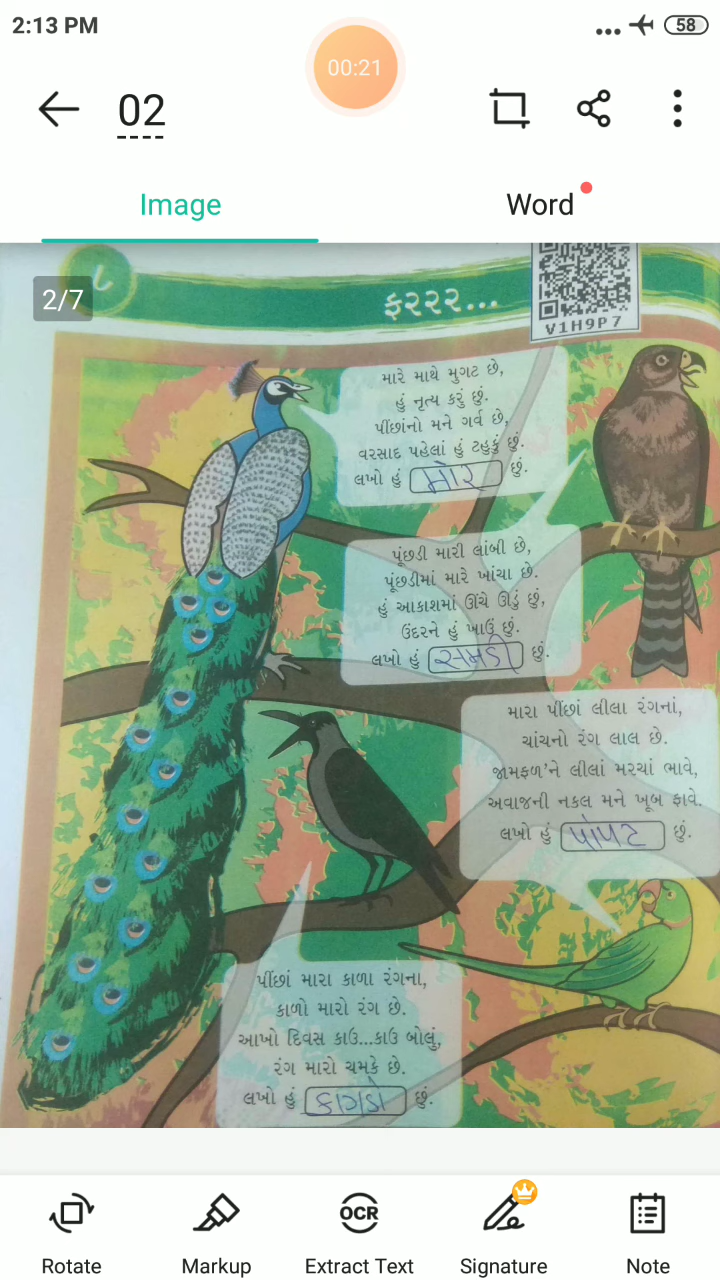 2:13 PM
58
00:21
02
Image
Word
2/7
૮
ફરરર...
V1H9P7
મારે માથે મુગટ છે,
હું નૃત્ય કરું છું.
પીંછાંનો મને ગર્વ છે,
વરસાદ પહેલાં હું ટહુકું છું.
લખો હું મોર છું.
પૂંછડી મારી લાંબી છે,
પૂંછડીમાં મારે ખાંચા છે.
હું આકાશમાં ઊંચે ઊડું છું,
ઉંદરને હું ખાઉં છું.
લખો હું સમડી છું.
મારા પીંછાં લીલા રંગનાં,
ચાંચનો રંગ લાલ છે.
જામફળ'ને લીલાં મરચાં ભાવે,
અવાજની નકલ મને ખૂબ ફાવે.
લખો હું પોપટ છું.
પીંછાં મારા કાળા રંગના,
કાળો મારો રંગ છે.
આખો દિવસ કાઉ...કાઉ બોલું,
રંગ મારો ચમકે છે.
લખો હું કાગડો છું.
Rotate
Markup
OCR
Extract Text
Signature
Note